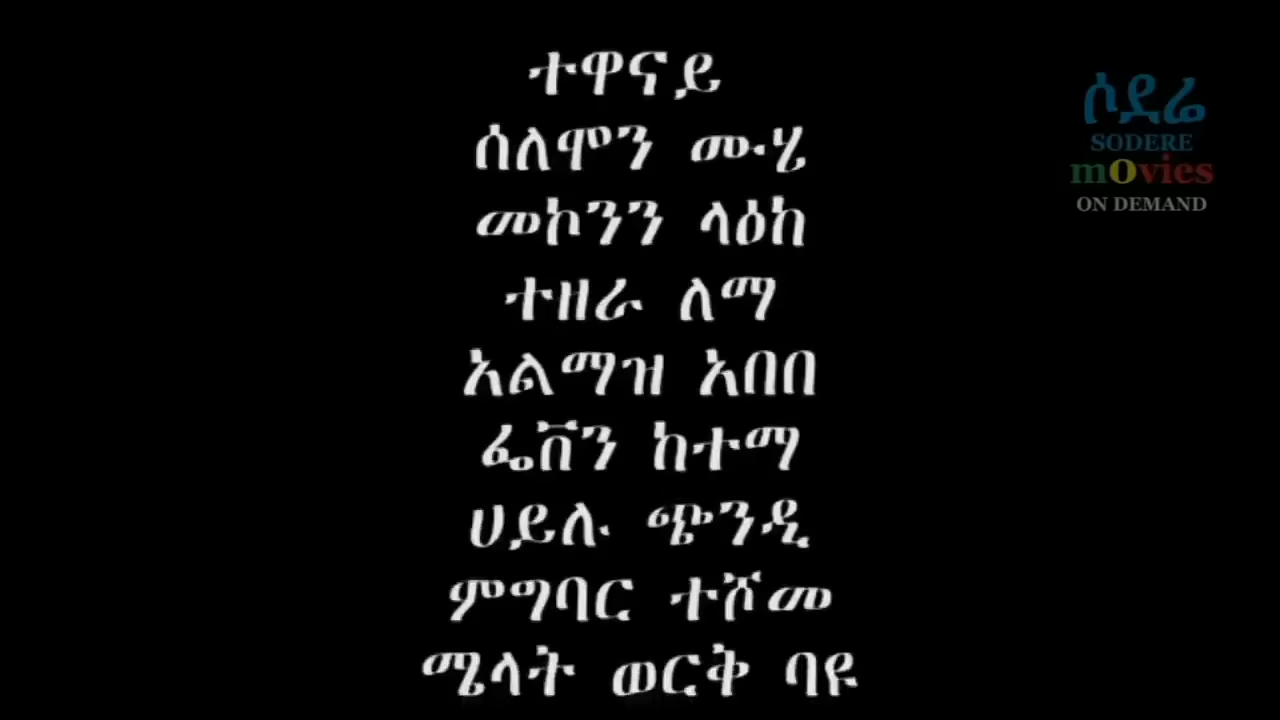 ተዋናይ
ሰለሞን ሙሂ
መኮንን ላዕከ
ተዘራ ለማ
አልማዝ አበበ
ፌቨን ከተማ
ሀይሉ ጭንዲ
ምግባር ተሾመ
ሜላት ወርቅ ባዩ
ሶደሬ
SODERE
mOvies
ON DEMAND